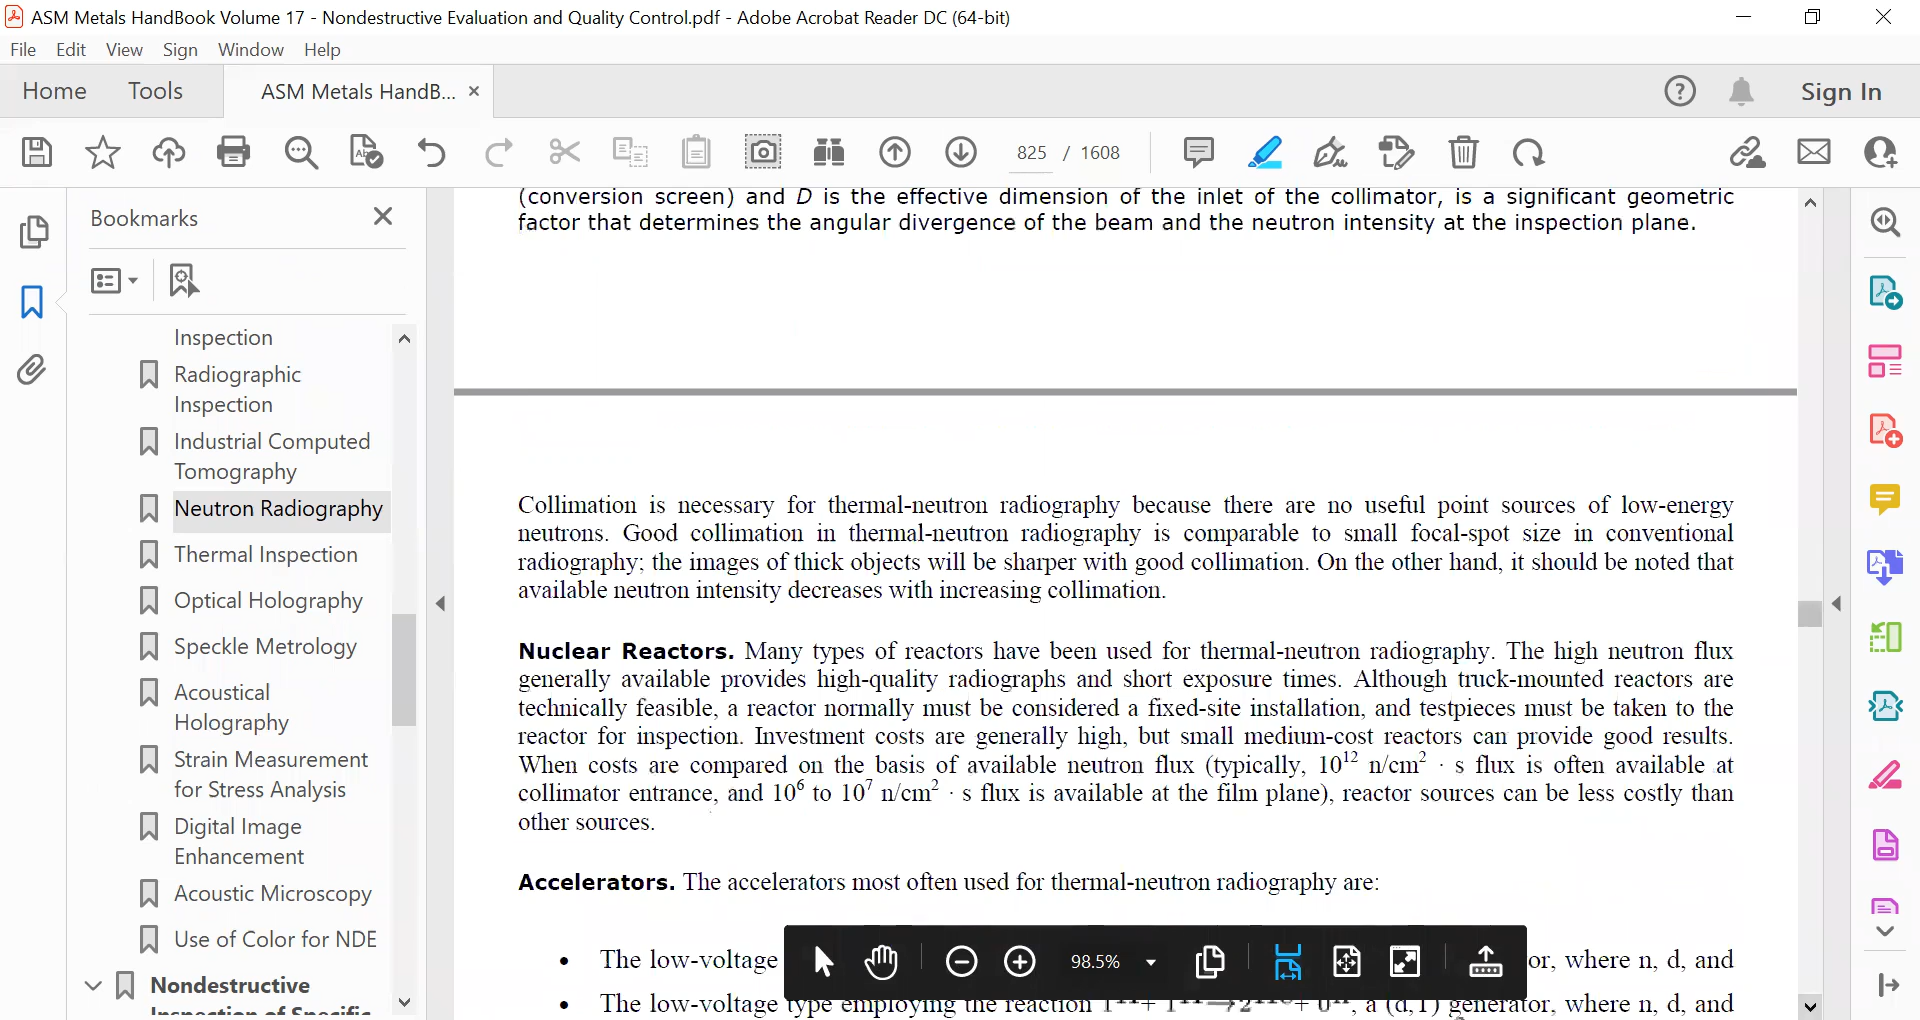 ASM Metals HandBook Volume 17 - Nondestructive Evaluation and Quality Control.pdf - Adobe Acrobat Reader DC (64-bit)
File Edit View Sign Window Help
Home Tools ASM Metals HandB... × Sign In
825 / 1608
Bookmarks
Inspection
Radiographic
Inspection
Industrial Computed
Tomography
Neutron Radiography
Thermal Inspection
Optical Holography
Speckle Metrology
Acoustical
Holography
Strain Measurement
for Stress Analysis
Digital Image
Enhancement
Acoustic Microscopy
Use of Color for NDE
Nondestructive
Inspection of Specific
(conversion screen) and D is the effective dimension of the inlet of the collimator, is a significant geometric
factor that determines the angular divergence of the beam and the neutron intensity at the inspection plane.
Collimation is necessary for thermal-neutron radiography because there are no useful point sources of low-energy
neutrons. Good collimation in thermal-neutron radiography is comparable to small focal-spot size in conventional
radiography; the images of thick objects will be sharper with good collimation. On the other hand, it should be noted that
available neutron intensity decreases with increasing collimation.
Nuclear Reactors. Many types of reactors have been used for thermal-neutron radiography. The high neutron flux
generally available provides high-quality radiographs and short exposure times. Although truck-mounted reactors are
technically feasible, a reactor normally must be considered a fixed-site installation, and testpieces must be taken to the
reactor for inspection. Investment costs are generally high, but small medium-cost reactors can provide good results.
When costs are compared on the basis of available neutron flux (typically, 10¹² n/cm² · s flux is often available at
collimator entrance, and 10⁶ to 10⁷ n/cm² · s flux is available at the film plane), reactor sources can be less costly than
other sources.
Accelerators. The accelerators most often used for thermal-neutron radiography are:
• The low-voltage or, where n, d, and
98.5%
• The low-voltage type employing the reaction a (d,T) generator, where n, d, and